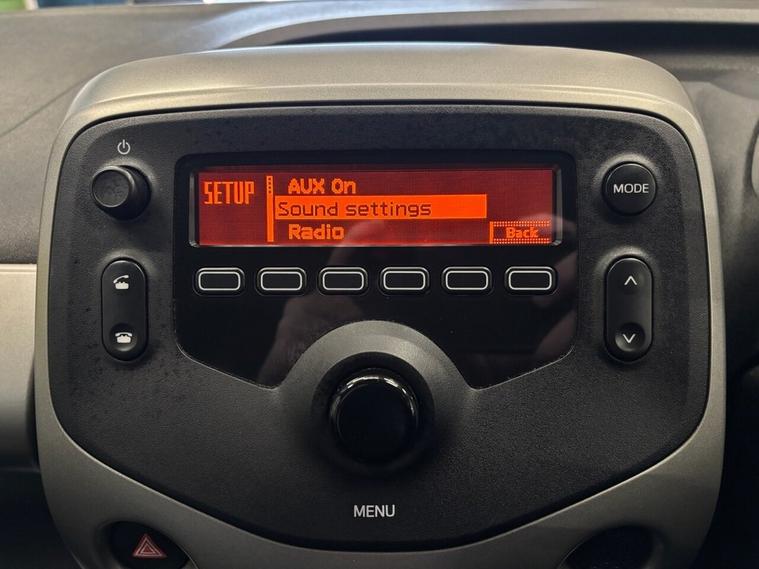 SETUP
AUX On
Sound settings
Radio
Back
MODE
MENU